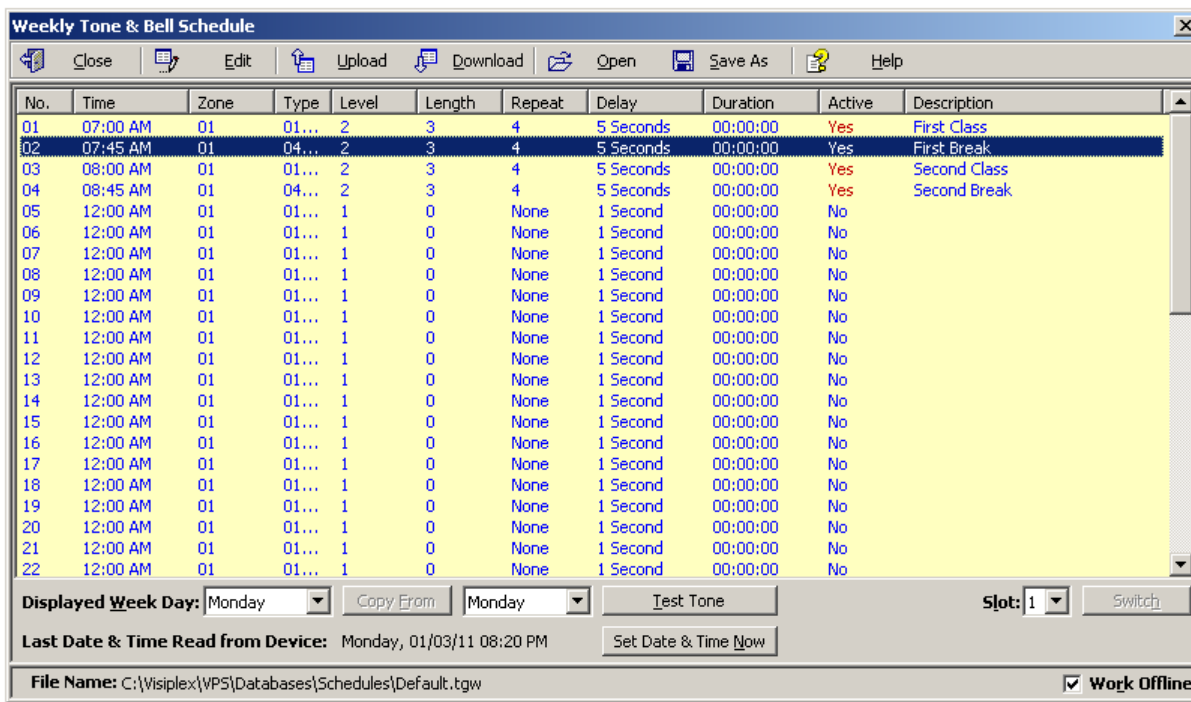 Weekly Tone & Bell Schedule
Close Edit Upload Download Open Save As Help
No. Time Zone Type Level Length Repeat Delay Duration Active Description
01 07:00 AM 01 01... 2 3 4 5 Seconds 00:00:00 Yes First Class
02 07:45 AM 01 04... 2 3 4 5 Seconds 00:00:00 Yes First Break
03 08:00 AM 01 01... 2 3 4 5 Seconds 00:00:00 Yes Second Class
04 08:45 AM 01 04... 2 3 4 5 Seconds 00:00:00 Yes Second Break
05 12:00 AM 01 01... 1 0 None 1 Second 00:00:00 No
06 12:00 AM 01 01... 1 0 None 1 Second 00:00:00 No
07 12:00 AM 01 01... 1 0 None 1 Second 00:00:00 No
08 12:00 AM 01 01... 1 0 None 1 Second 00:00:00 No
09 12:00 AM 01 01... 1 0 None 1 Second 00:00:00 No
10 12:00 AM 01 01... 1 0 None 1 Second 00:00:00 No
11 12:00 AM 01 01... 1 0 None 1 Second 00:00:00 No
12 12:00 AM 01 01... 1 0 None 1 Second 00:00:00 No
13 12:00 AM 01 01... 1 0 None 1 Second 00:00:00 No
14 12:00 AM 01 01... 1 0 None 1 Second 00:00:00 No
15 12:00 AM 01 01... 1 0 None 1 Second 00:00:00 No
16 12:00 AM 01 01... 1 0 None 1 Second 00:00:00 No
17 12:00 AM 01 01... 1 0 None 1 Second 00:00:00 No
18 12:00 AM 01 01... 1 0 None 1 Second 00:00:00 No
19 12:00 AM 01 01... 1 0 None 1 Second 00:00:00 No
20 12:00 AM 01 01... 1 0 None 1 Second 00:00:00 No
21 12:00 AM 01 01... 1 0 None 1 Second 00:00:00 No
22 12:00 AM 01 01... 1 0 None 1 Second 00:00:00 No
Displayed Week Day: Monday Copy From Monday Test Tone Slot: 1 Switch
Last Date & Time Read from Device: Monday, 01/03/11 08:20 PM Set Date & Time Now
File Name: C:\Visiplex\VPS\Databases\Schedules\Default.tgw Work Offline